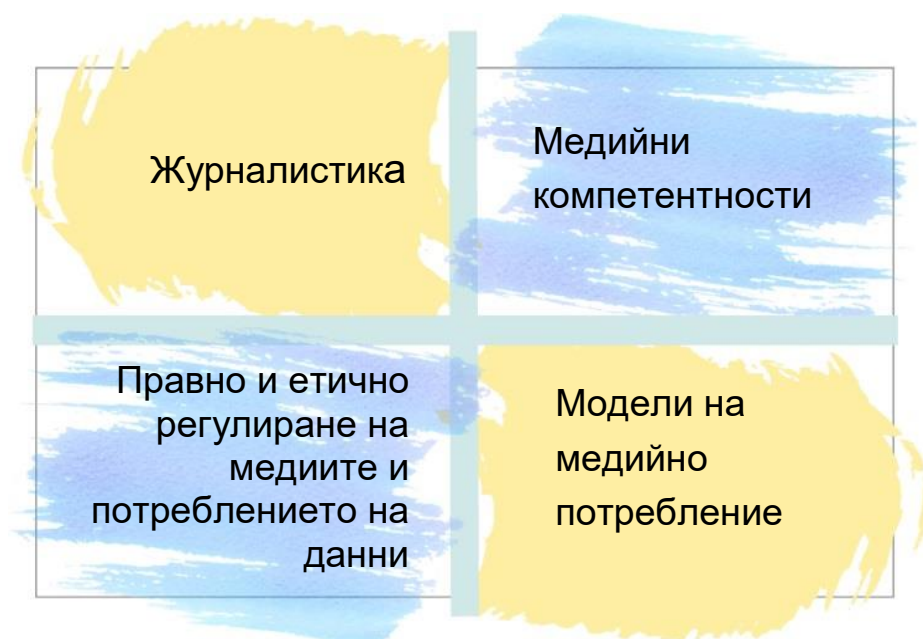 Журналистика
Медийни
компетентности
Правно и етично
регулиране на
медиите и
потреблението на
данни
Модели на
медийно
потребление